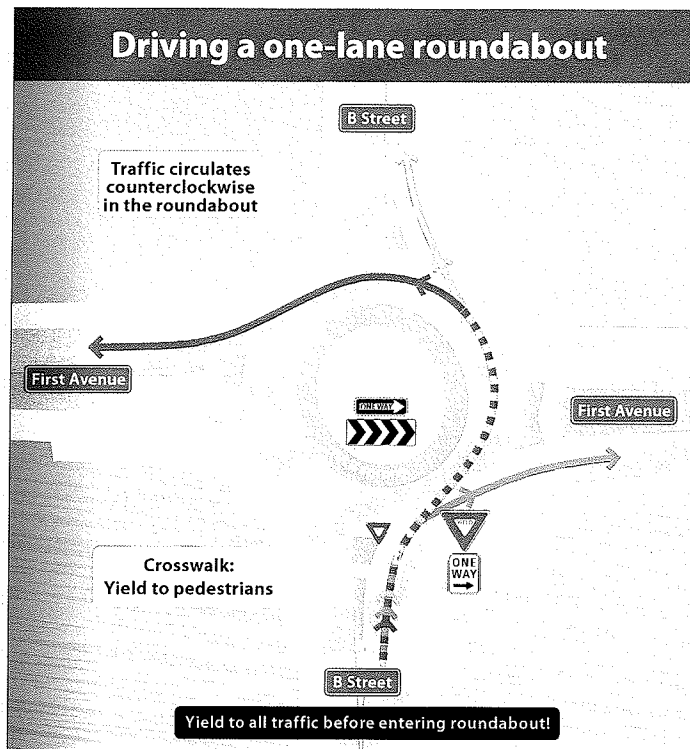 Driving a one-lane roundabout
B Street
Traffic circulates
counterclockwise
in the roundabout
First Avenue
ONE WAY
First Avenue
YIELD
ONE
WAY
Crosswalk:
Yield to pedestrians
B Street
Yield to all traffic before entering roundabout!